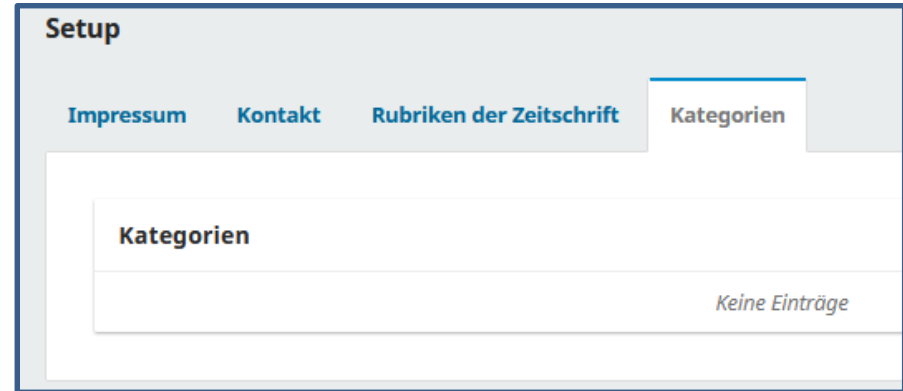 Setup
Impressum Kontakt Rubriken der Zeitschrift Kategorien
Kategorien
Keine Einträge